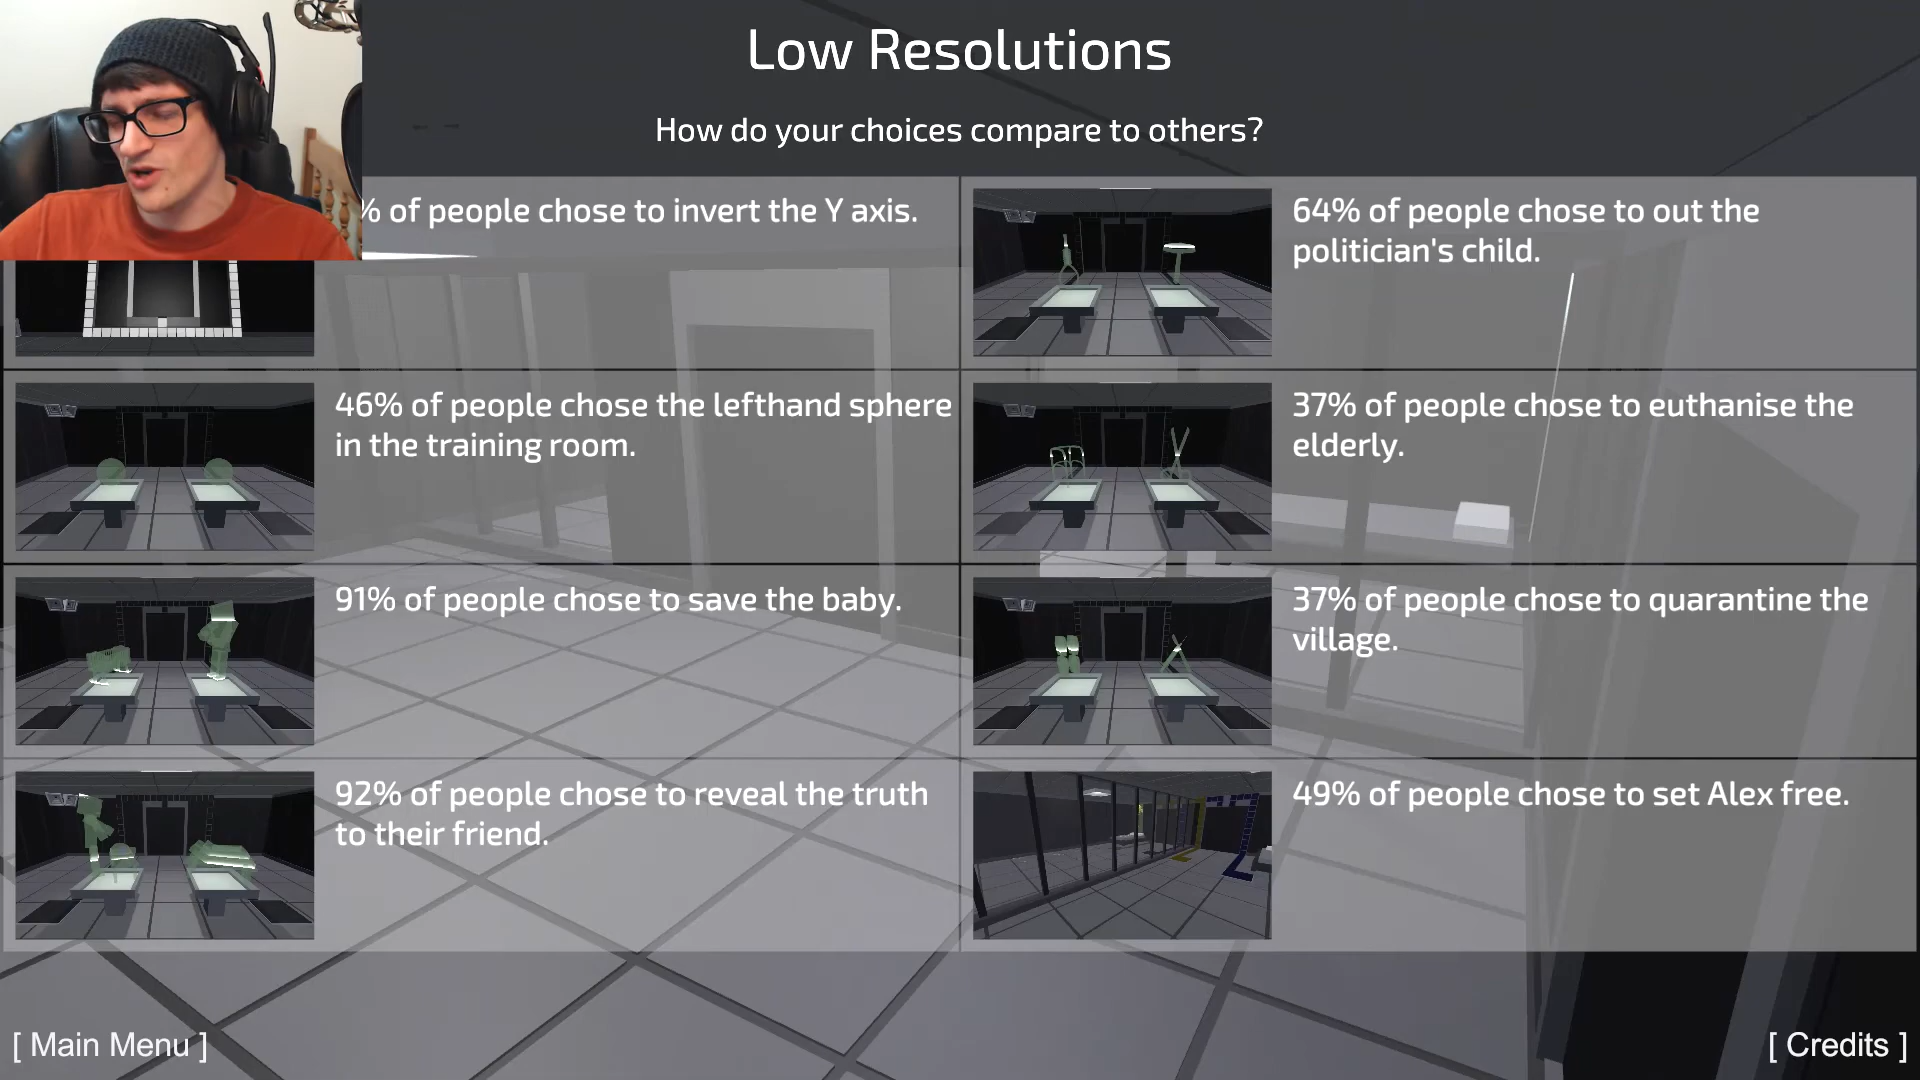 Low Resolutions
How do your choices compare to others?
% of people chose to invert the Y axis.
46% of people chose the lefthand sphere
in the training room.
91% of people chose to save the baby.
92% of people chose to reveal the truth
to their friend.
64% of people chose to out the
politician's child.
37% of people chose to euthanise the
elderly.
37% of people chose to quarantine the
village.
49% of people chose to set Alex free.
[ Main Menu ]
[ Credits ]